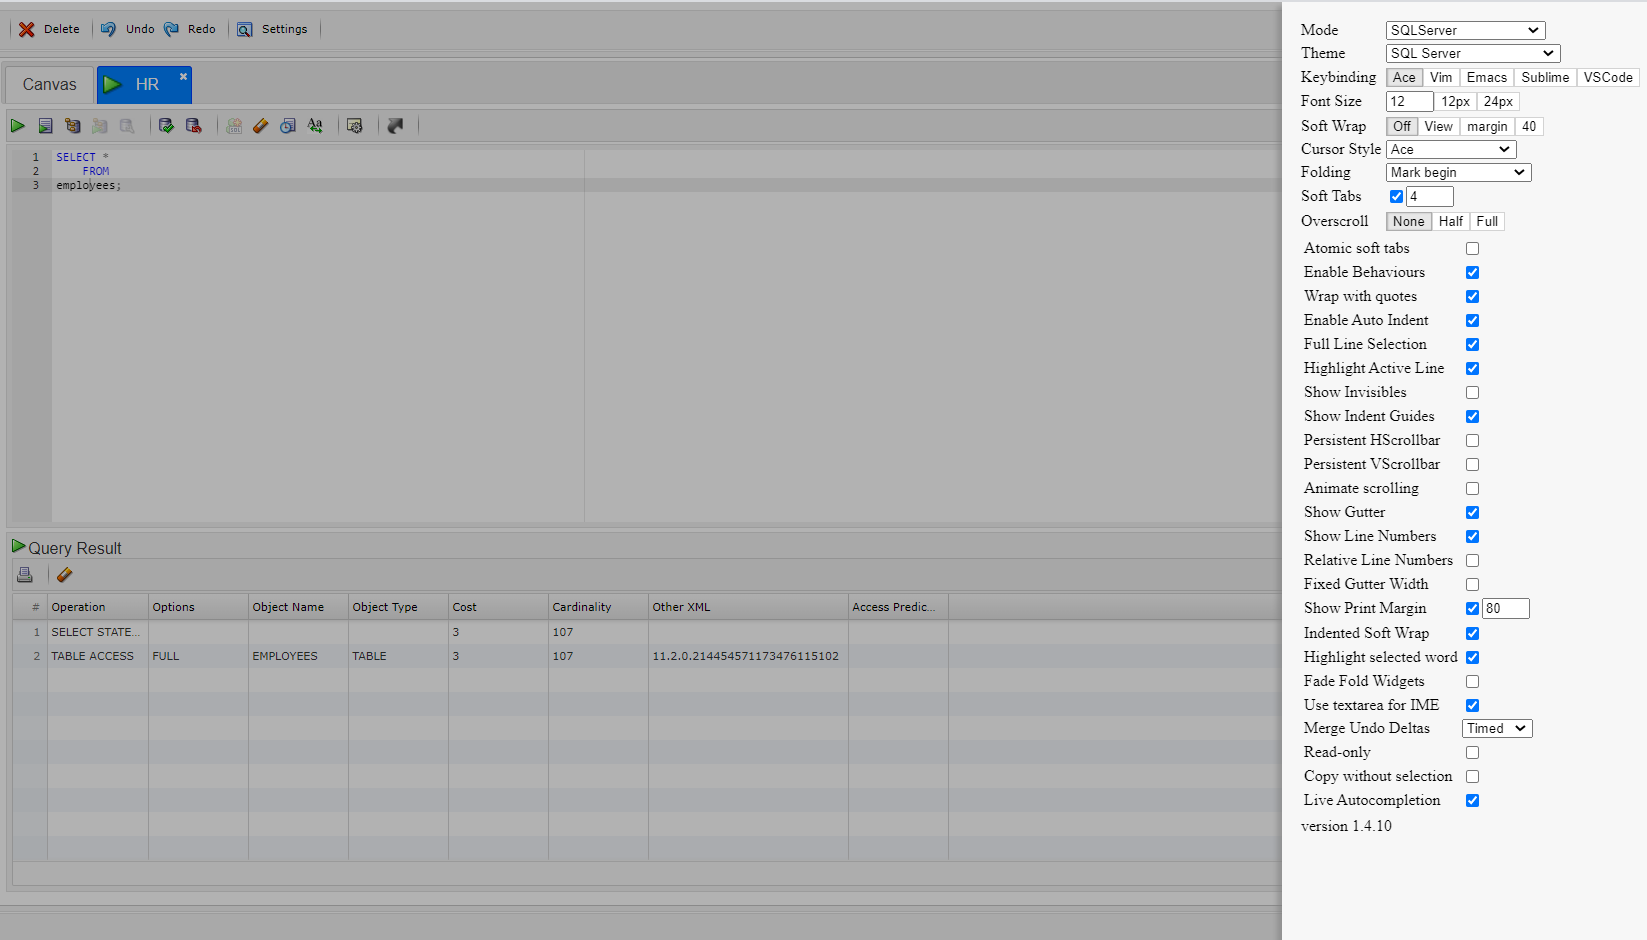 Delete Undo Redo Settings
Canvas HR
1 SELECT *
2 FROM
3 employees;
Query Result
# Operation Options Object Name Object Type Cost Cardinality Other XML Access Predic...
1 SELECT STATE... 3 107
2 TABLE ACCESS FULL EMPLOYEES TABLE 3 107 11.2.0.214454571173476115102
Mode SQLServer
Theme SQL Server
Keybinding Ace Vim Emacs Sublime VSCode
Font Size 12 12px 24px
Soft Wrap Off View margin 40
Cursor Style Ace
Folding Mark begin
Soft Tabs 4
Overscroll None Half Full
Atomic soft tabs
Enable Behaviours
Wrap with quotes
Enable Auto Indent
Full Line Selection
Highlight Active Line
Show Invisibles
Show Indent Guides
Persistent HScrollbar
Persistent VScrollbar
Animate scrolling
Show Gutter
Show Line Numbers
Relative Line Numbers
Fixed Gutter Width
Show Print Margin 80
Indented Soft Wrap
Highlight selected word
Fade Fold Widgets
Use textarea for IME
Merge Undo Deltas Timed
Read-only
Copy without selection
Live Autocompletion
version 1.4.10